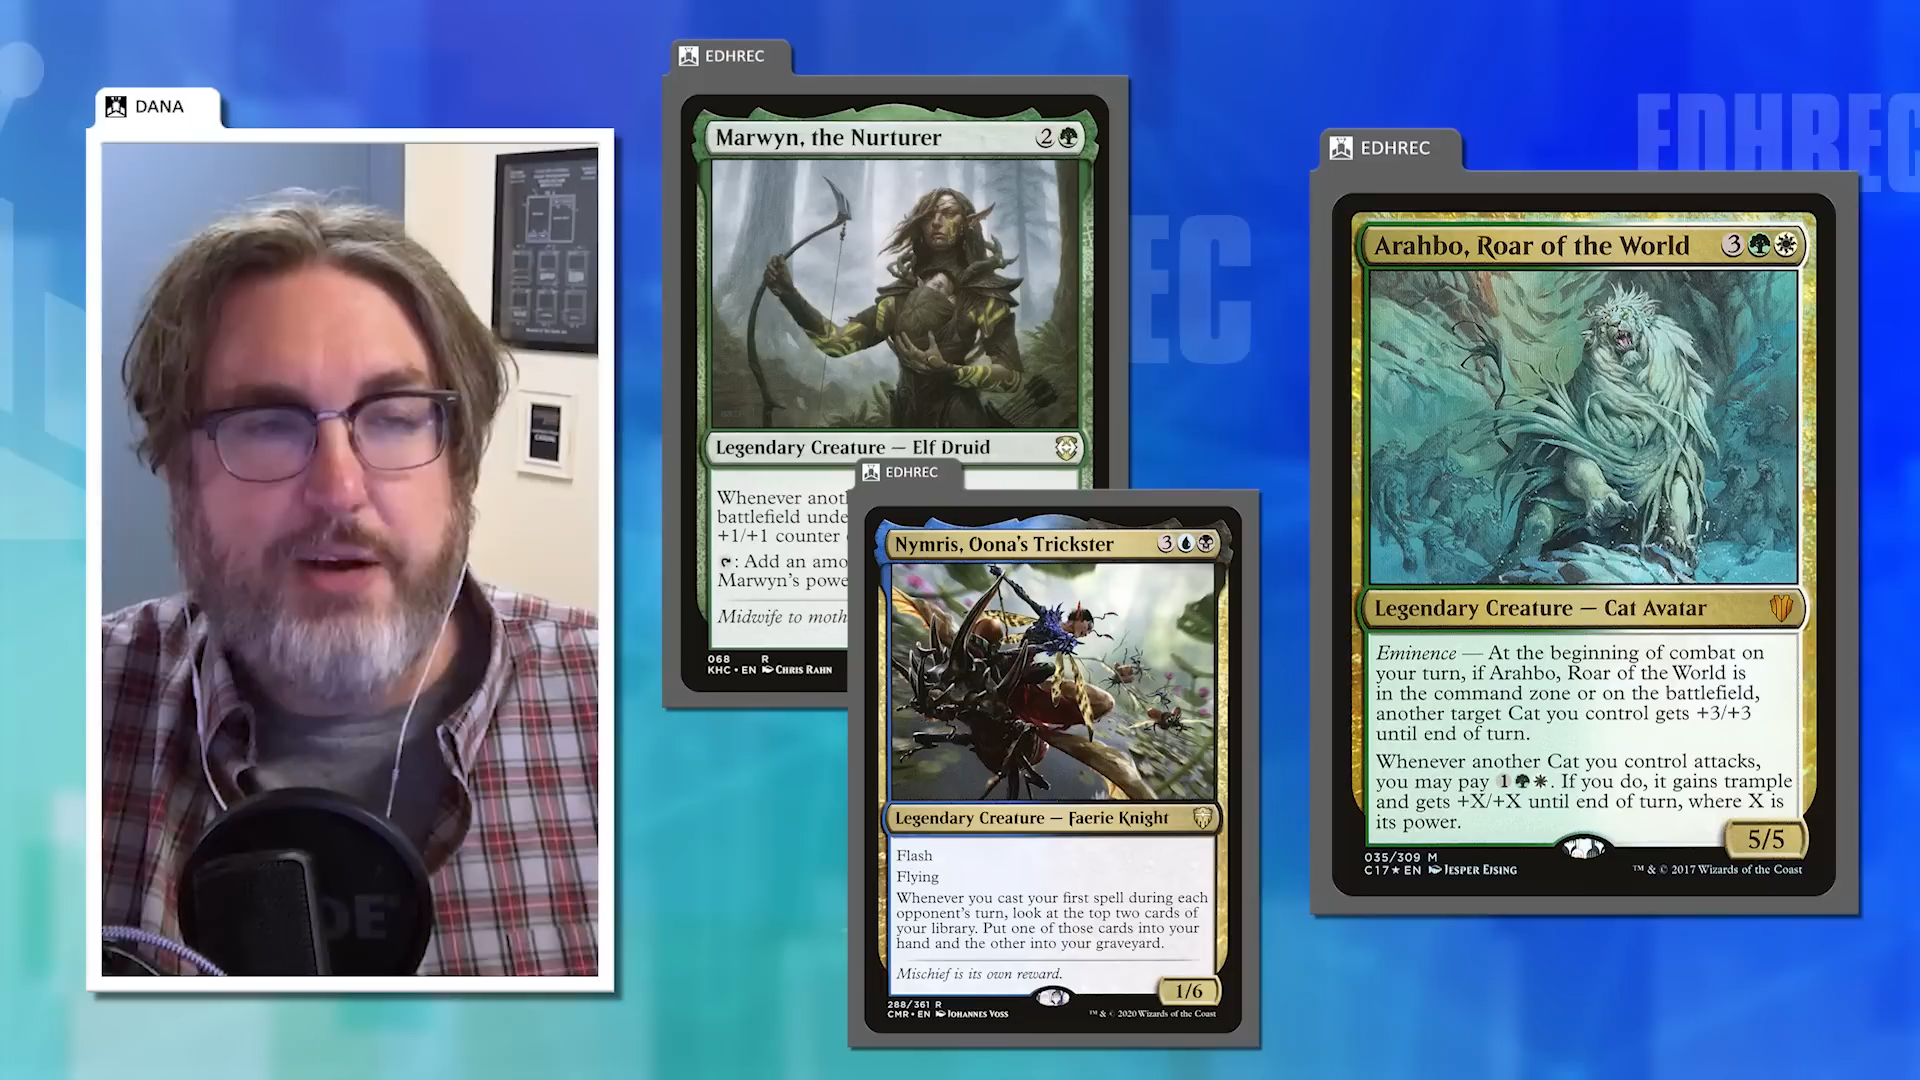 DANA
EDHREC
Marwyn, the Nurturer 2
Legendary Creature — Elf Druid
Whenever anoth
battlefield unde
+1/+1 counter
: Add an amo
Marwyn's powe
Midwife to moth
068 R
KHC • EN CHRIS RAHN
EDHREC
Nymris, Oona's Trickster 3
Legendary Creature — Faerie Knight
Flash
Flying
Whenever you cast your first spell during each
opponent's turn, look at the top two cards of
your library. Put one of those cards into your
hand and the other into your graveyard.
Mischief is its own reward.
1/6
288/361 R
CMR • EN JOHANNES VOSS
™ & © 2020 Wizards of the Coast
EDHREC
Arahbo, Roar of the World 3
Legendary Creature — Cat Avatar
Eminence — At the beginning of combat on
your turn, if Arahbo, Roar of the World is
in the command zone or on the battlefield,
another target Cat you control gets +3/+3
until end of turn.
Whenever another Cat you control attacks,
you may pay 1. If you do, it gains trample
and gets +X/+X until end of turn, where X is
its power.
5/5
035/309 M
C17★EN JESPER EJSING
™ & © 2017 Wizards of the Coast
EDHREC
EC